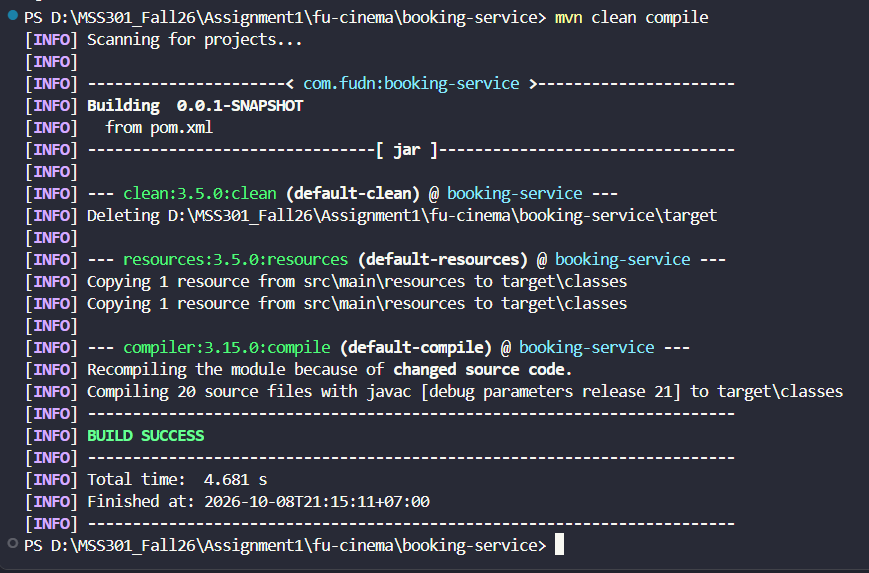 PS D:\MSS301_Fall26\Assignment1\fu-cinema\booking-service> mvn clean compile
[INFO] Scanning for projects...
[INFO]
[INFO] ----------------------< com.fudn:booking-service >----------------------
[INFO] Building  0.0.1-SNAPSHOT
[INFO]   from pom.xml
[INFO] --------------------------------[ jar ]---------------------------------
[INFO]
[INFO] --- clean:3.5.0:clean (default-clean) @ booking-service ---
[INFO] Deleting D:\MSS301_Fall26\Assignment1\fu-cinema\booking-service\target
[INFO]
[INFO] --- resources:3.5.0:resources (default-resources) @ booking-service ---
[INFO] Copying 1 resource from src\main\resources to target\classes
[INFO] Copying 1 resource from src\main\resources to target\classes
[INFO]
[INFO] --- compiler:3.15.0:compile (default-compile) @ booking-service ---
[INFO] Recompiling the module because of changed source code.
[INFO] Compiling 20 source files with javac [debug parameters release 21] to target\classes
[INFO] ------------------------------------------------------------------------
[INFO] BUILD SUCCESS
[INFO] ------------------------------------------------------------------------
[INFO] Total time:  4.681 s
[INFO] Finished at: 2026-10-08T21:15:11+07:00
[INFO] ------------------------------------------------------------------------
PS D:\MSS301_Fall26\Assignment1\fu-cinema\booking-service>